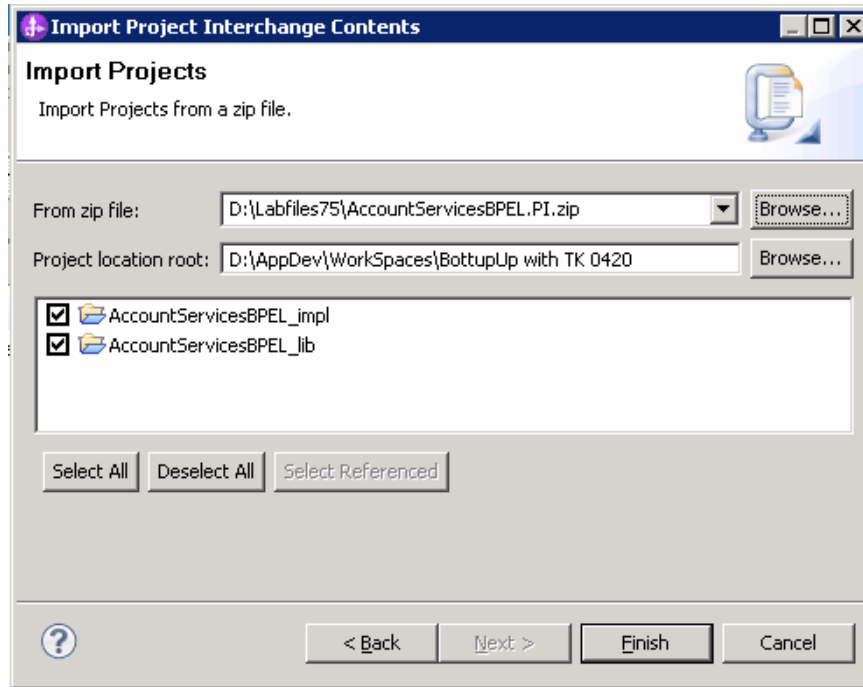 Import Project Interchange Contents
Import Projects
Import Projects from a zip file.
From zip file: D:\Labfiles75\AccountServicesBPEL.PI.zip Browse...
Project location root: D:\AppDev\WorkSpaces\BottupUp with TK 0420 Browse...
AccountServicesBPEL_impl
AccountServicesBPEL_lib
Select All Deselect All Select Referenced
? < Back Next > Finish Cancel